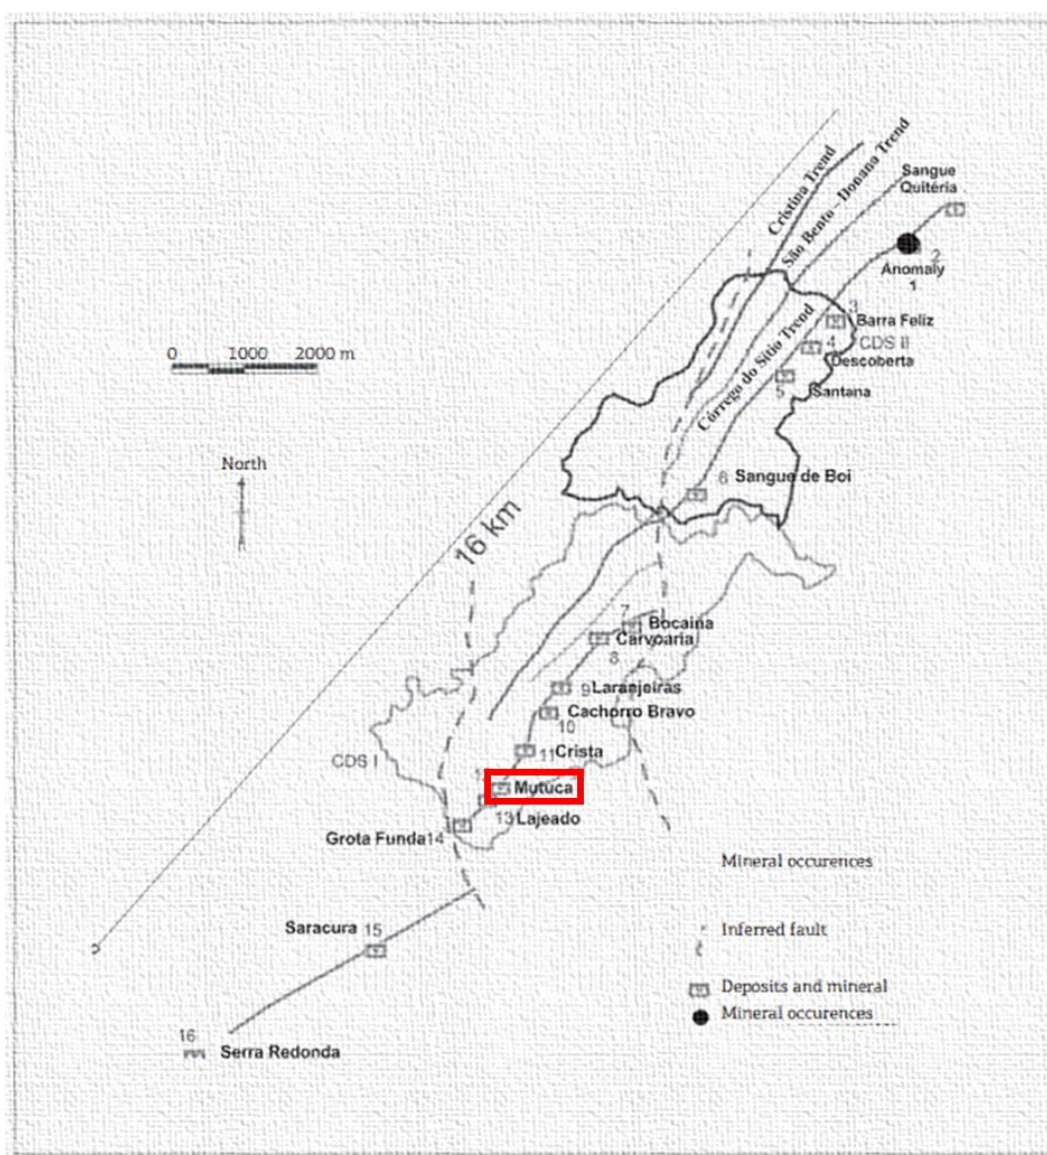 Cristina Trend
São Bento - Donana Trend
Sangue
Quitéria
2
Anomaly
1
3
Barra Feliz
4
CDS II
Descoberta
5
Santana
Córrego do Sítio Trend
0 1000 2000 m
North
6
Sangue de Boi
16 km
7
Bocaina
Carvoaria
8
9 Laranjeiras
Cachorro Bravo
10
11 Crista
CDS I
Mutuca
13 Lajeado
Grota Funda 14
Mineral occurences
Saracura 15
Inferred fault
Deposits and mineral
Mineral occurences
16
Serra Redonda